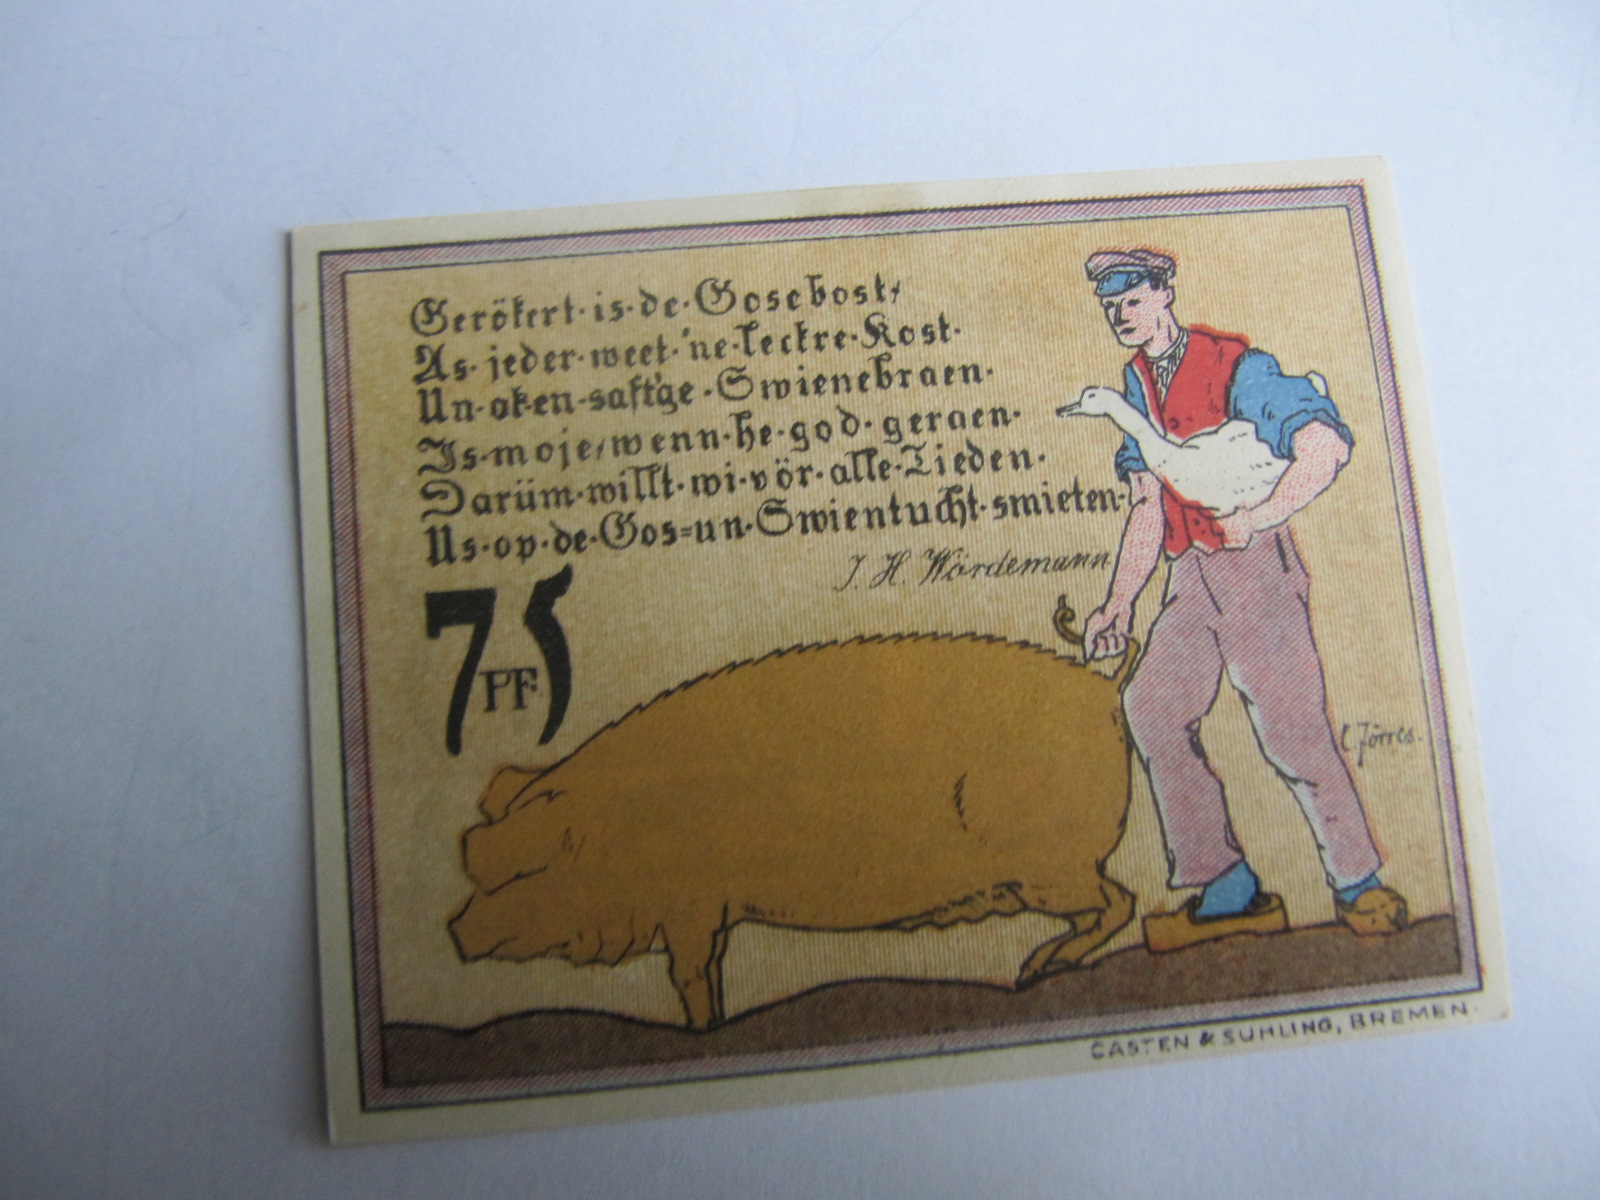 Gerökert·is·de·Gosebost,
As·jeder·weet·'ne·leckre·Kost·
Un·ok·en·saft'ge·Swienebraen·
Is·moje,wenn·he·god·geraen·
Darüm·willt·wi·vör·alle·Tieden·
Us·op·de·Gos=un·Swientucht·smieten·
J. H. Wördemann
75
PF.
E. Jörres.
CASTEN & SUHLING, BREMEN.